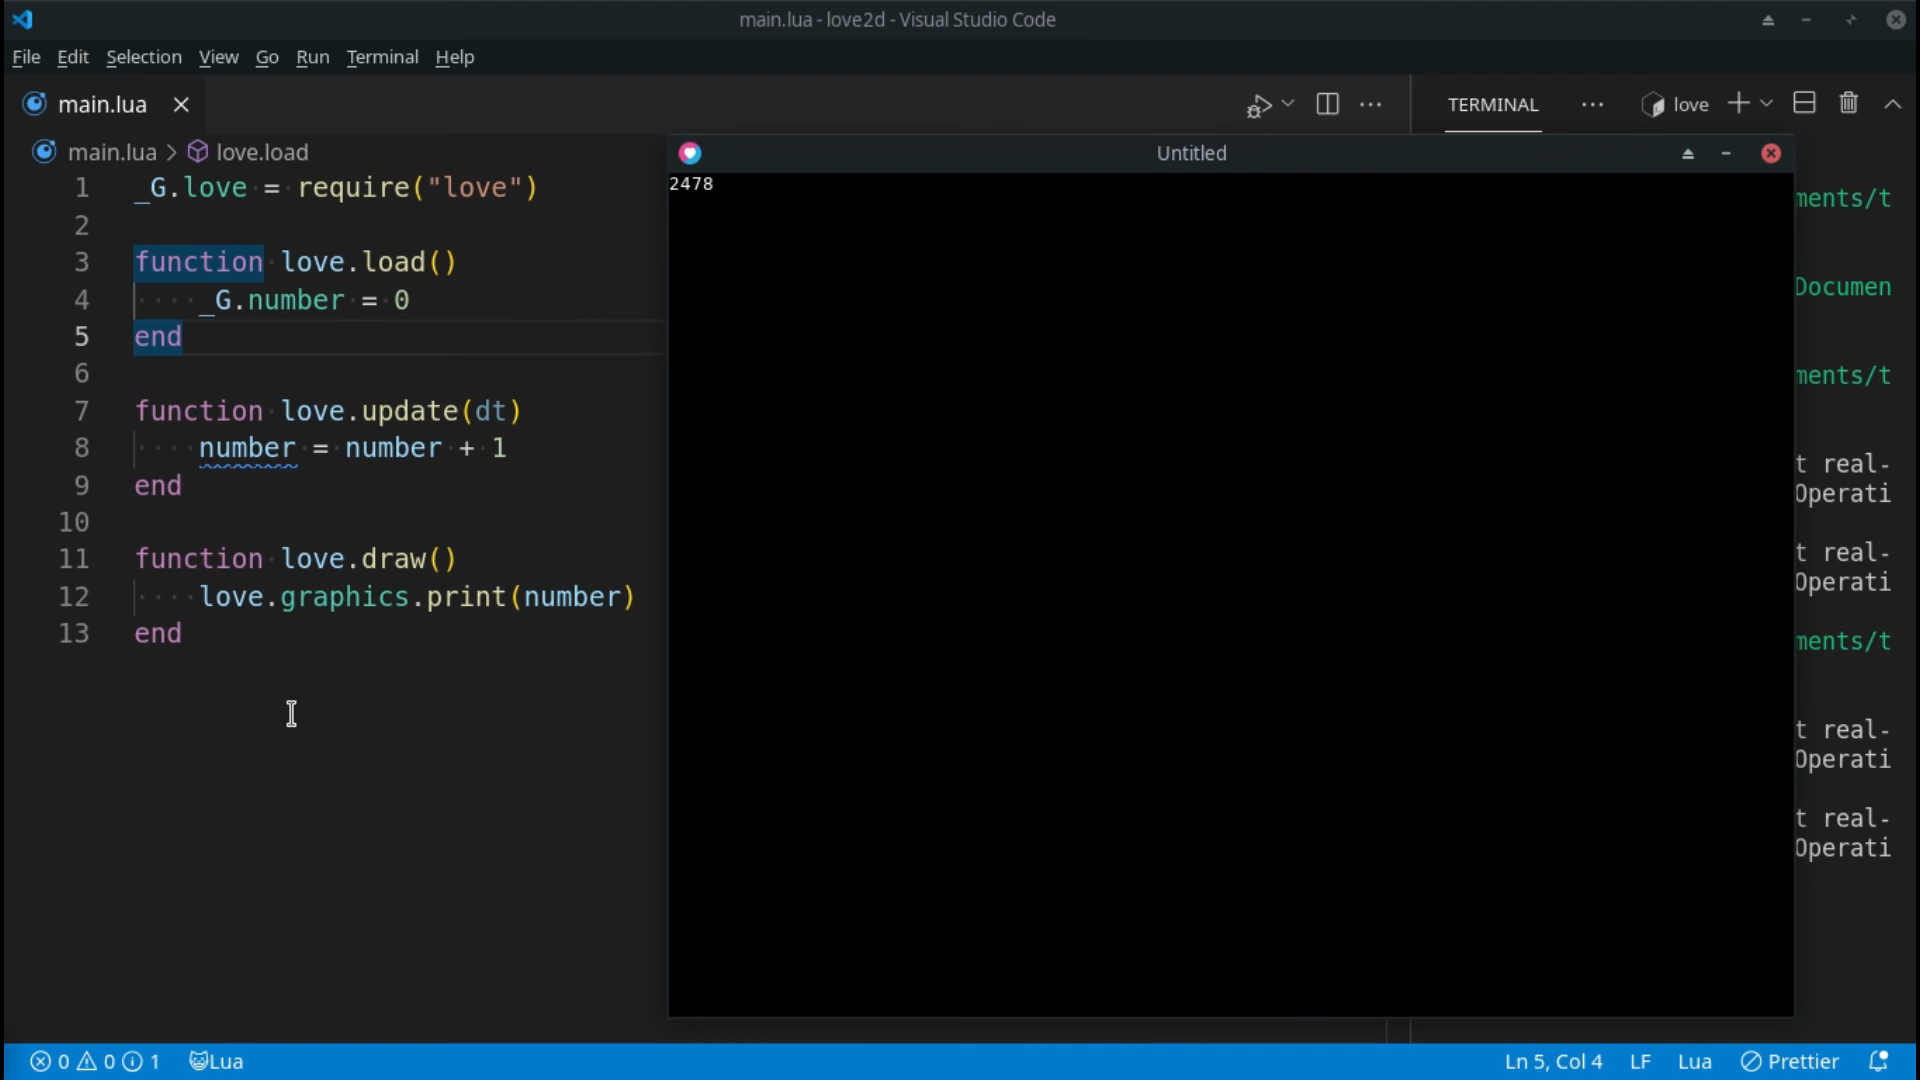 main.lua - love2d - Visual Studio Code
File Edit Selection View Go Run Terminal Help
main.lua
TERMINAL ··· love
main.lua > love.load
Untitled
2478
1 _G.love = require("love")
2
3 function love.load()
4 _G.number = 0
5 end
6
7 function love.update(dt)
8 number = number + 1
9 end
10
11 function love.draw()
12 love.graphics.print(number)
13 end
ments/t
Documen
ments/t
t real-
Operati
t real-
Operati
ments/t
t real-
Operati
t real-
Operati
0 0 1 Lua
Ln 5, Col 4 LF Lua Prettier